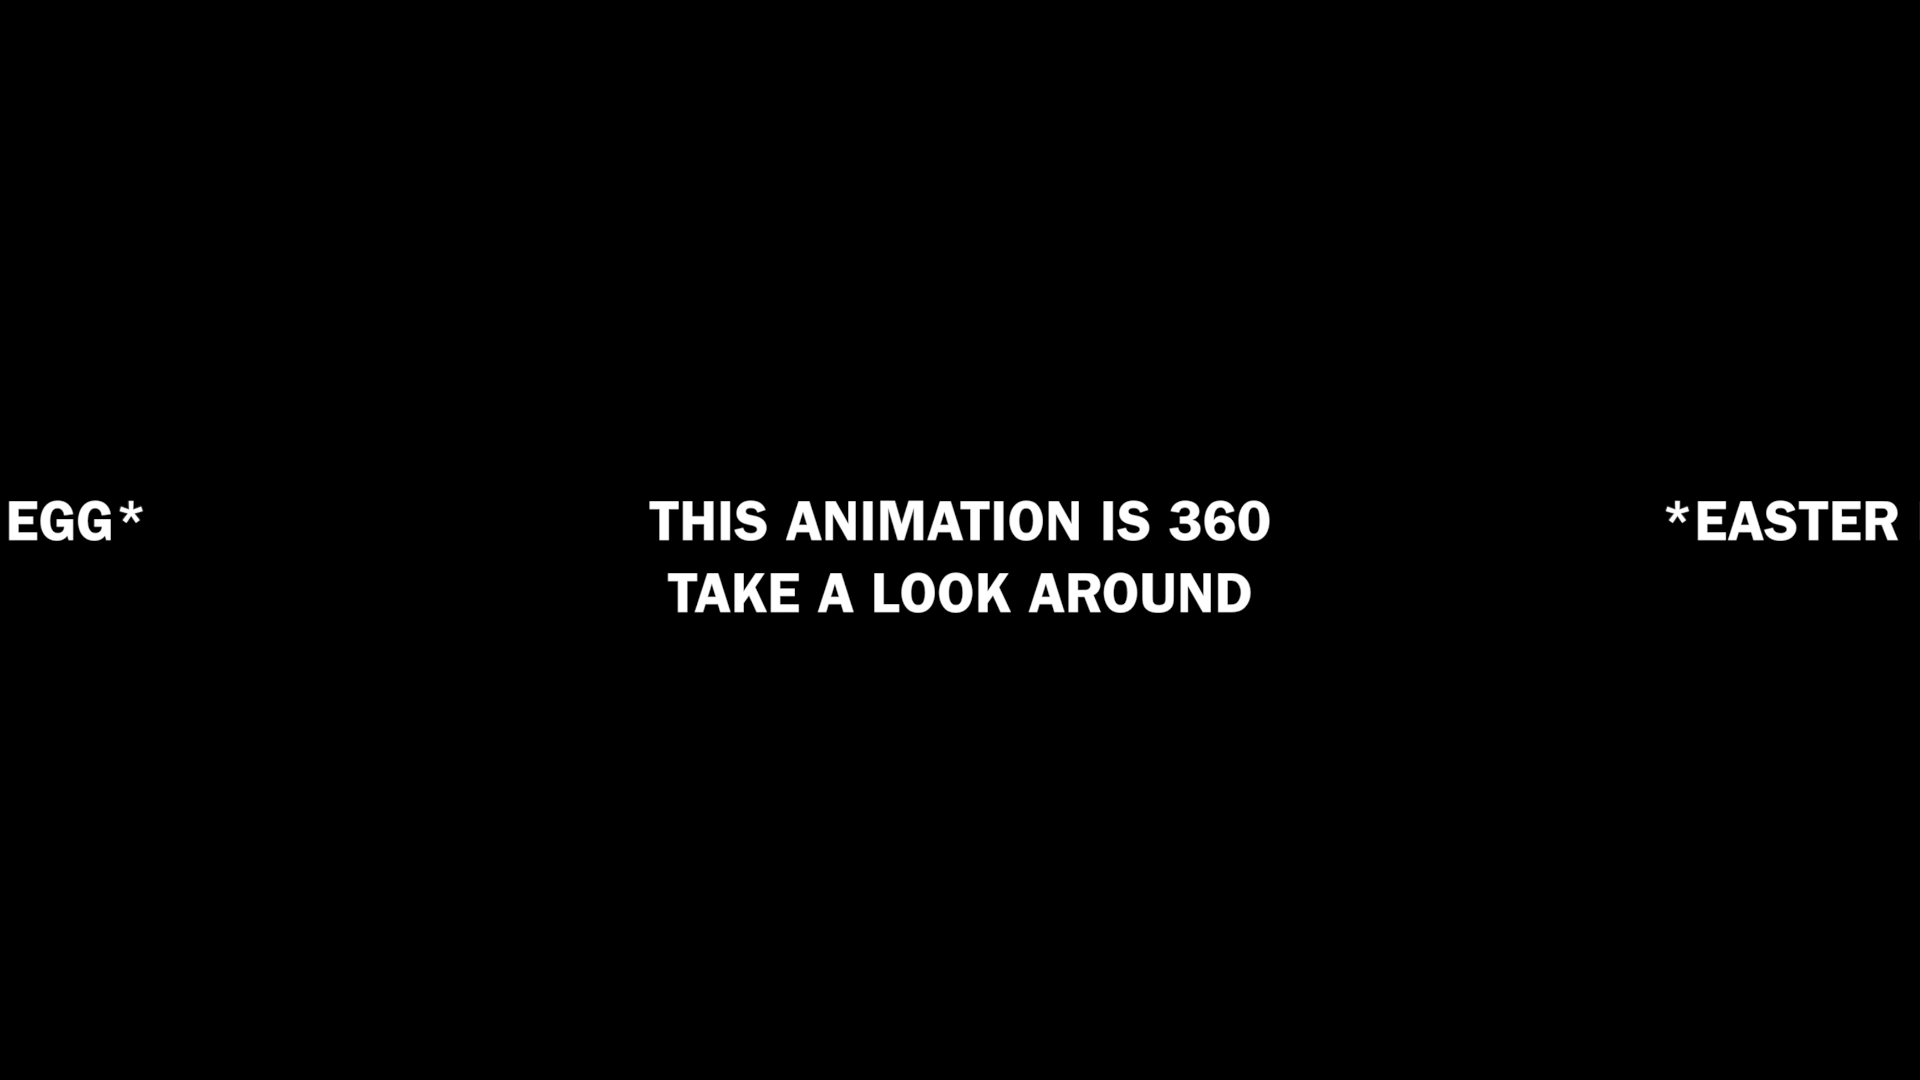 EGG*
THIS ANIMATION IS 360
TAKE A LOOK AROUND
*EASTER